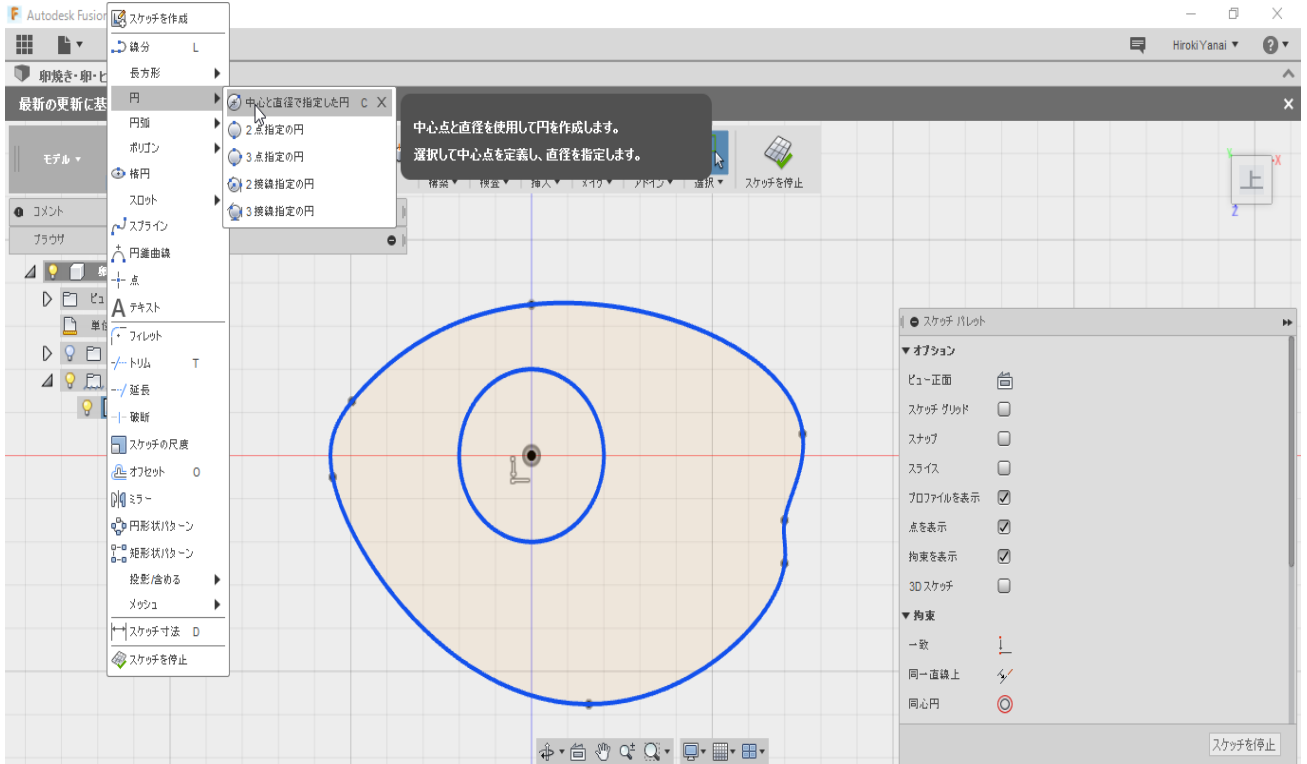 Autodesk Fusion
HirokiYanai
卵焼き・卵・ヒ
最新の更新に基
モデル
構築
検査
挿入
メイク
アドイン
選択
スケッチを停止
コメント
ブラウザ
ビュ
単位
スケッチを作成
線分 L
長方形
円
円弧
ポリゴン
楕円
スロット
スプライン
円錐曲線
点
テキスト
フィレット
トリム T
延長
破断
スケッチの尺度
オフセット O
ミラー
円形状パターン
矩形状パターン
投影/含める
メッシュ
スケッチ寸法 D
スケッチを停止
中心と直径で指定した円 C
2 点指定の円
3 点指定の円
2 接線指定の円
3 接線指定の円
中心点と直径を使用して円を作成します。
選択して中心点を定義し、直径を指定します。
上
Y
X
Z
スケッチ パレット
オプション
ビュー正面
スケッチ グリッド
スナップ
スライス
プロファイルを表示
点を表示
拘束を表示
3D スケッチ
拘束
一致
同一直線上
同心円
スケッチを停止